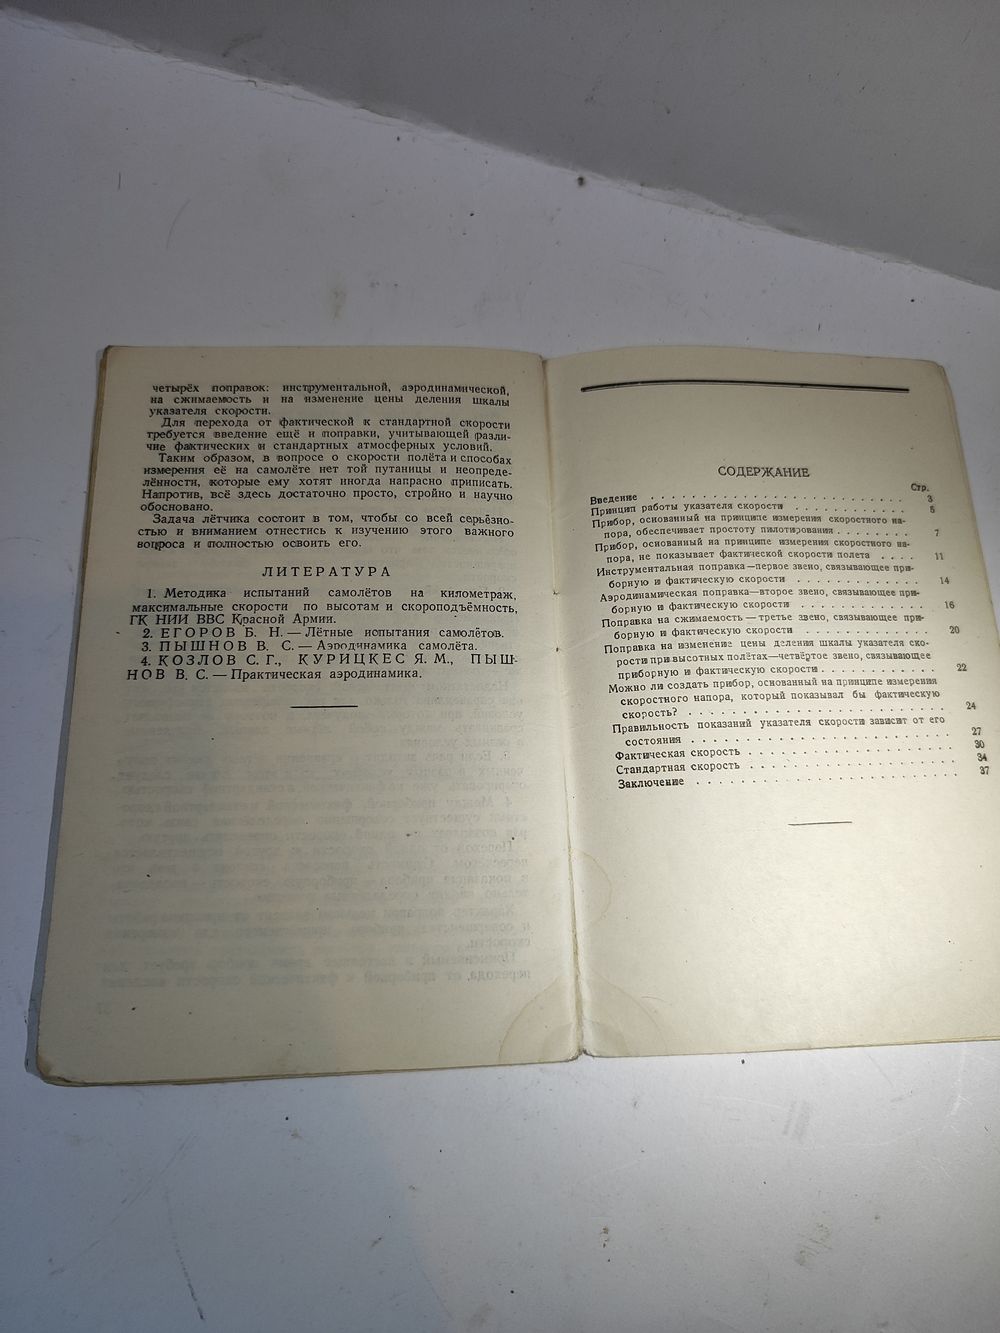 четырёх поправок: инструментальной, аэродинамической,
на сжимаемость и на изменение цены деления шкалы
указателя скорости.
Для перехода от фактической к стандартной скорости
требуется введение ещё и поправки, учитывающей разли-
чие фактических и стандартных атмосферных условий.
Таким образом, в вопросе о скорости полёта и способах
измерения её на самолёте нет той путаницы и неопреде-
лённости, которые ему хотят иногда напрасно приписать.
Напротив, всё здесь достаточно просто, стройно и научно
обосновано.
Задача лётчика состоит в том, чтобы со всей серьёзно-
стью и вниманием отнестись к изучению этого важного
вопроса и полностью освоить его.
ЛИТЕРАТУРА
1. Методика испытаний самолётов на километраж,
максимальные скорости по высотам и скороподъёмность,
ГК НИИ ВВС Красной Армии.
2. ЕГОРОВ Б. Н. — Лётные испытания самолётов.
3. ПЫШНОВ В. С. — Аэродинамика самолёта.
4. КОЗЛОВ С. Г., КУРИЦКЕС Я. М., ПЫШ-
НОВ В. С. — Практическая аэродинамика.
СОДЕРЖАНИЕ
Стр.
Введение . . . . . . . . . . . . . . . . . . . . . 3
Принцип работы указателя скорости . . . . . . . . . . . 5
Прибор, основанный на принципе измерения скоростного на-
пора, обеспечивает простоту пилотирования . . . . . . . . 7
Прибор, основанный на принципе измерения скоростного на-
пора, не показывает фактической скорости полета . . . . 11
Инструментальная поправка — первое звено, связывающее при-
борную и фактическую скорости . . . . . . . . . . . . 14
Аэродинамическая поправка — второе звено, связывающее при-
борную и фактическую скорости . . . . . . . . . . . . 16
Поправка на сжимаемость — третье звено, связывающее при-
борную и фактическую скорости . . . . . . . . . . . . 20
Поправка на изменение цены деления шкалы указателя ско-
рости при высотных полётах — четвёртое звено, связывающее
приборную и фактическую скорости . . . . . . . . . . 22
Можно ли создать прибор, основанный на принципе измерения
скоростного напора, который показывал бы фактическую
скорость? . . . . . . . . . . . . . . . . . . . . 24
Правильность показаний указателя скорости зависит от его
состояния . . . . . . . . . . . . . . . . . . . . 27
Фактическая скорость . . . . . . . . . . . . . . . . 30
Стандартная скорость . . . . . . . . . . . . . . . . 34
Заключение . . . . . . . . . . . . . . . . . . . . 37